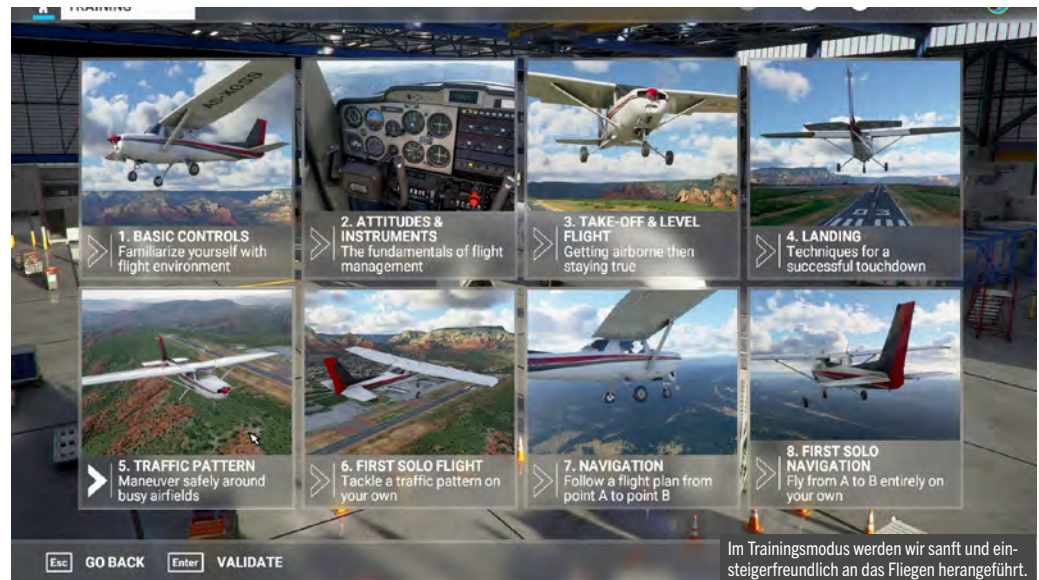 TRAINING
1. BASIC CONTROLS
Familiarize yourself with
flight environment
2. ATTITUDES &
INSTRUMENTS
The fundamentals of flight
management
3. TAKE-OFF & LEVEL
FLIGHT
Getting airborne then
staying true
4. LANDING
Techniques for a
successful touchdown
5. TRAFFIC PATTERN
Maneuver safely around
busy airfields
6. FIRST SOLO FLIGHT
Tackle a traffic pattern on
your own
7. NAVIGATION
Follow a flight plan from
point A to point B
8. FIRST SOLO
NAVIGATION
Fly from A to B entirely on
your own
AS-XGSS
03
Esc GO BACK Enter VALIDATE
Im Trainingsmodus werden wir sanft und ein-
steigerfreundlich an das Fliegen herangeführt.